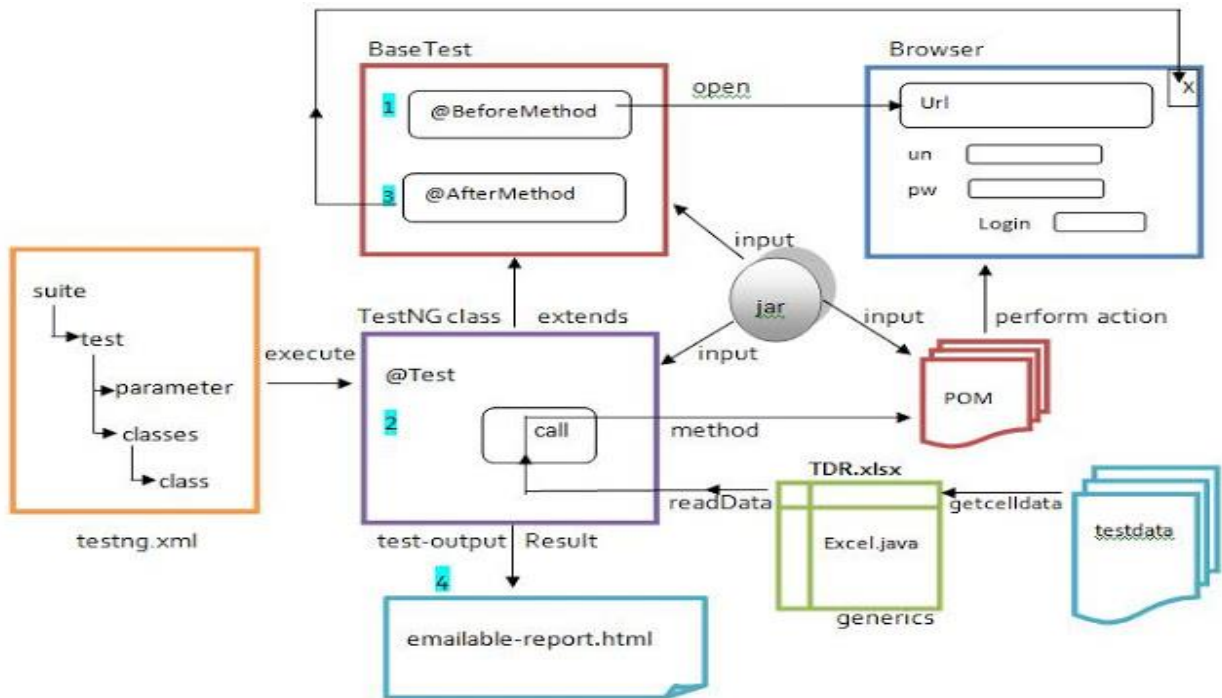 BaseTest
Browser
1
@BeforeMethod
open
Url
X
un
pw
Login
3
@AfterMethod
input
suite
test
parameter
classes
class
testng.xml
execute
TestNG class
extends
jar
input
input
perform action
@Test
2
call
method
POM
TDR.xlsx
readData
getcelldata
Excel.java
testdata
generics
test-output
Result
4
emailable-report.html